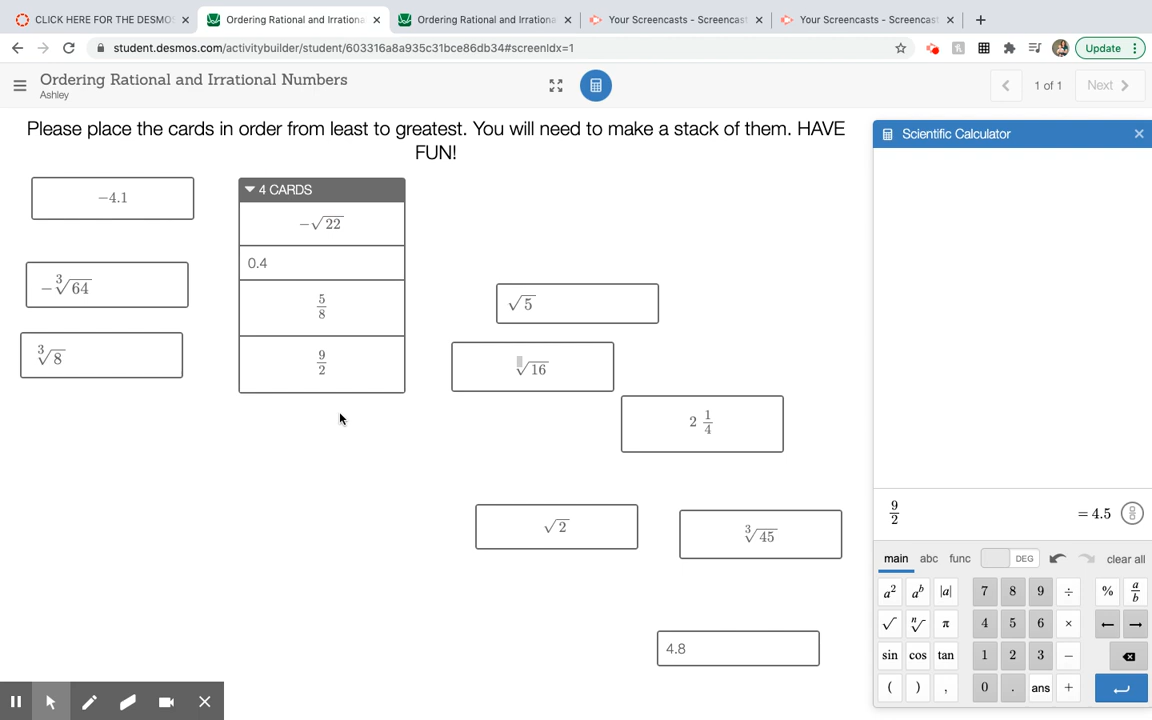 CLICK HERE FOR THE DESMOS
Ordering Rational and Irrationa
Ordering Rational and Irrationa
Your Screencasts - Screencast
Your Screencasts - Screencast
student.desmos.com/activitybuilder/student/603316a8a935c31bce86db34#screenIdx=1
Update
Ordering Rational and Irrational Numbers
Ashley
1 of 1
Next
Please place the cards in order from least to greatest. You will need to make a stack of them. HAVE
FUN!
Scientific Calculator
−4.1
4 CARDS
−√22
0.4
5/8
9/2
−∛64
∛8
√5
√16
2 1/4
√2
∛45
4.8
9/2 = 4.5
main abc func DEG clear all
a² aᵇ |a| 7 8 9 ÷ % a/b
√ ⁿ√ π 4 5 6 × ← →
sin cos tan 1 2 3 −
( ) , 0 . ans +